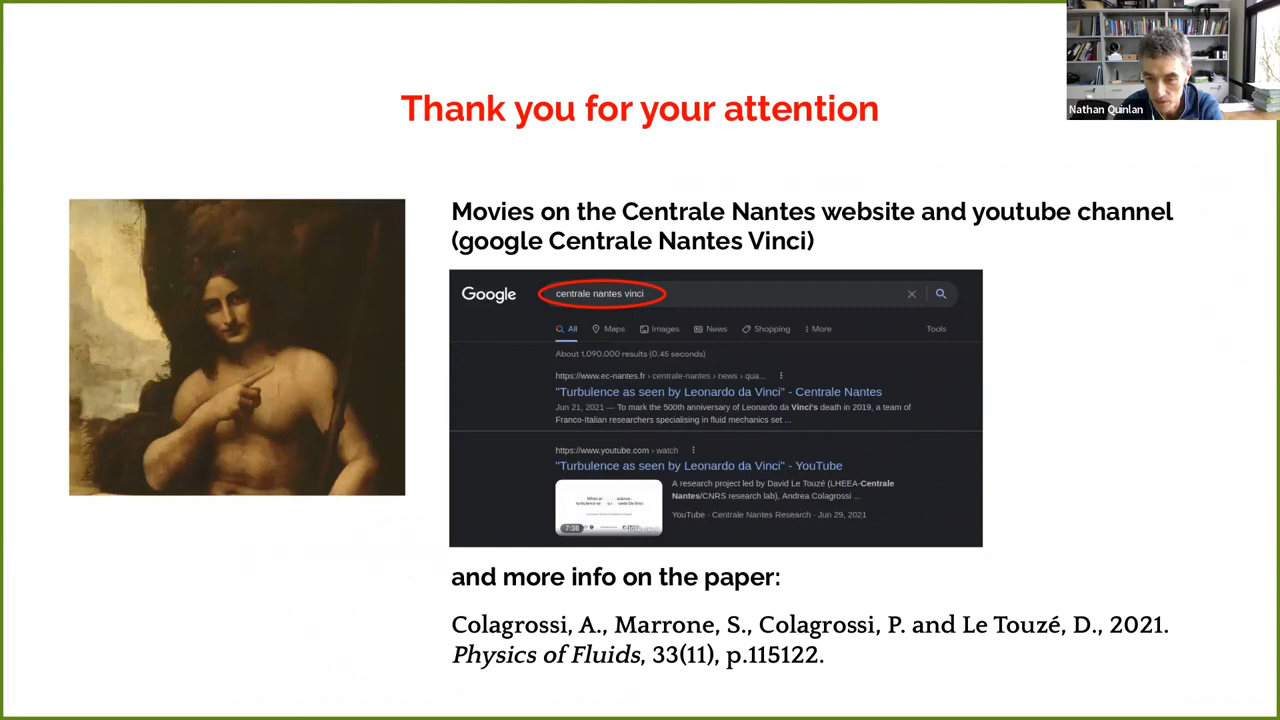 Thank you for your attention
Nathan Quinlan
Movies on the Centrale Nantes website and youtube channel
(google Centrale Nantes Vinci)
Google
centrale nantes vinci
All Maps Images News Shopping More Tools
About 1,090,000 results (0.45 seconds)
https://www.ec-nantes.fr › centrale-nantes › news › qua...
"Turbulence as seen by Leonardo da Vinci" - Centrale Nantes
Jun 21, 2021 — To mark the 500th anniversary of Leonardo da Vinci's death in 2019, a team of
Franco-Italian researchers specialising in fluid mechanics set ...
https://www.youtube.com › watch
"Turbulence as seen by Leonardo da Vinci" - YouTube
A research project led by David Le Touzé (LHEEA-Centrale
Nantes/CNRS research lab), Andrea Colagrossi ...
7:38
YouTube · Centrale Nantes Research · Jun 29, 2021
and more info on the paper:
Colagrossi, A., Marrone, S., Colagrossi, P. and Le Touzé, D., 2021.
Physics of Fluids, 33(11), p.115122.